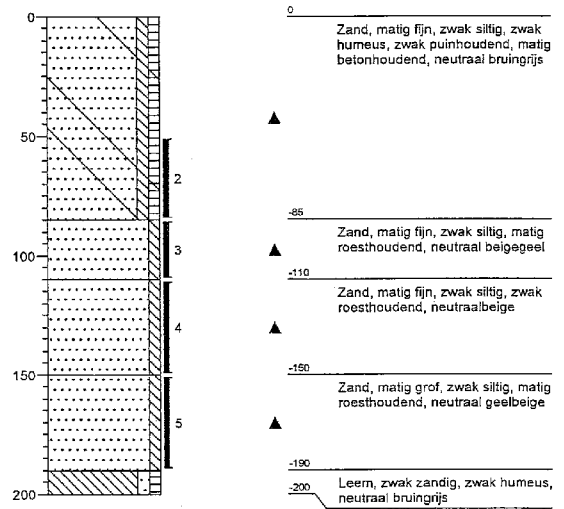 0
50
100
150
200
2
3
4
5
0
Zand, matig fijn, zwak siltig, zwak
humeus, zwak puinhoudend, matig
betonhoudend, neutraal bruingrijs
-85
Zand, matig fijn, zwak siltig, matig
roesthoudend, neutraal beigegeel
-110
Zand, matig fijn, zwak siltig, zwak
roesthoudend, neutraalbeige
-150
Zand, matig grof, zwak siltig, matig
roesthoudend, neutraal geelbeige
-190
-200
Leem, zwak zandig, zwak humeus,
neutraal bruingrijs